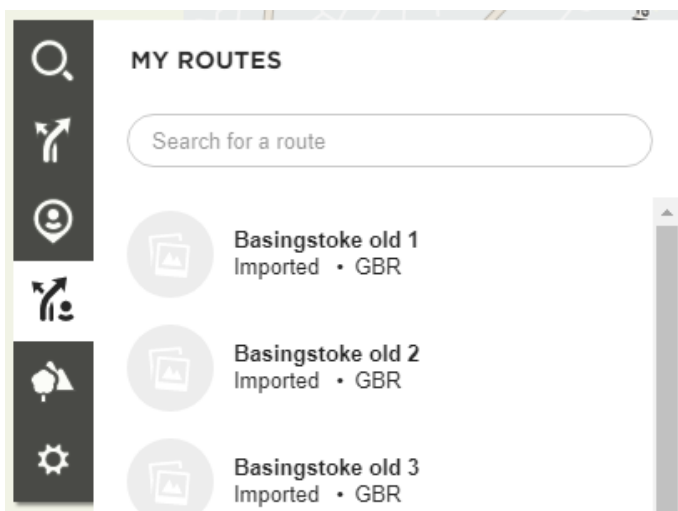 MY ROUTES
Search for a route
Basingstoke old 1
Imported • GBR
Basingstoke old 2
Imported • GBR
Basingstoke old 3
Imported • GBR